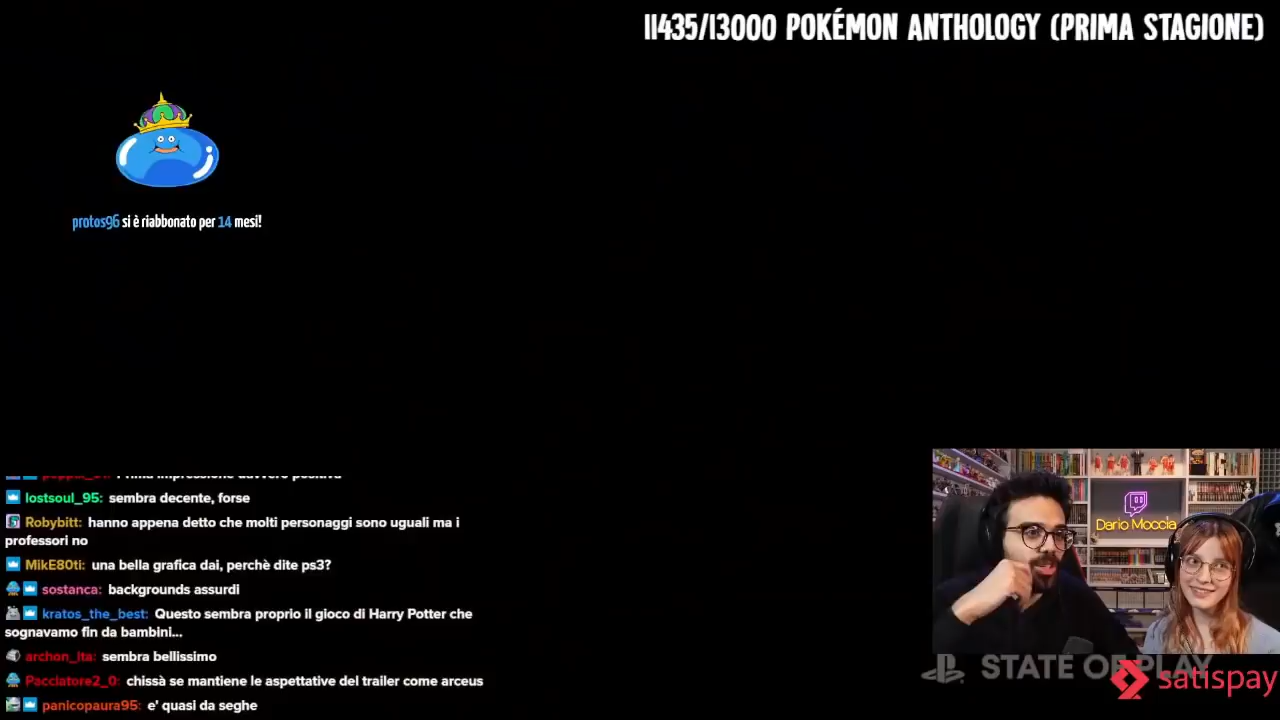 11435/13000 POKÉMON ANTHOLOGY (PRIMA STAGIONE)
protos96 si è riabbonato per 14 mesi!
Prima impressione davvero positiva
lostsoul_95: sembra decente, forse
Robybitt: hanno appena detto che molti personaggi sono uguali ma i
professori no
MikE80ti: una bella grafica dai, perchè dite ps3?
sostanca: backgrounds assurdi
kratos_the_best: Questo sembra proprio il gioco di Harry Potter che
sognavamo fin da bambini...
archon_ita: sembra bellissimo
Pacciatore2_0: chissà se mantiene le aspettative del trailer come arceus
panicopaura95: e' quasi da seghe
Dario Moccia
STATE OF PLAY
satispay